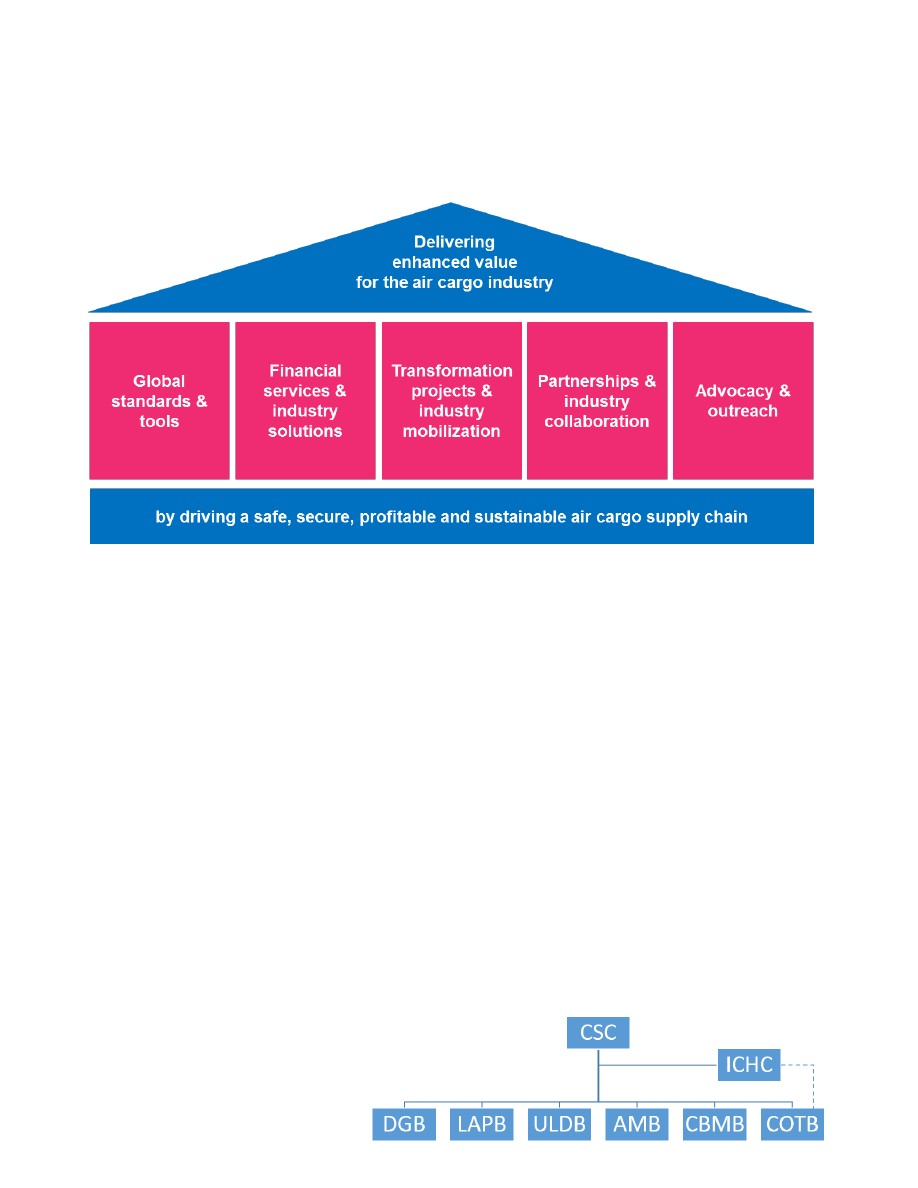 Delivering
enhanced value
for the air cargo industry
Global
standards &
tools
Financial
services &
industry
solutions
Transformation
projects &
industry
mobilization
Partnerships &
industry
collaboration
Advocacy &
outreach
by driving a safe, secure, profitable and sustainable air cargo supply chain
CSC
ICHC
DGB LAPB ULDB AMB CBMB COTB